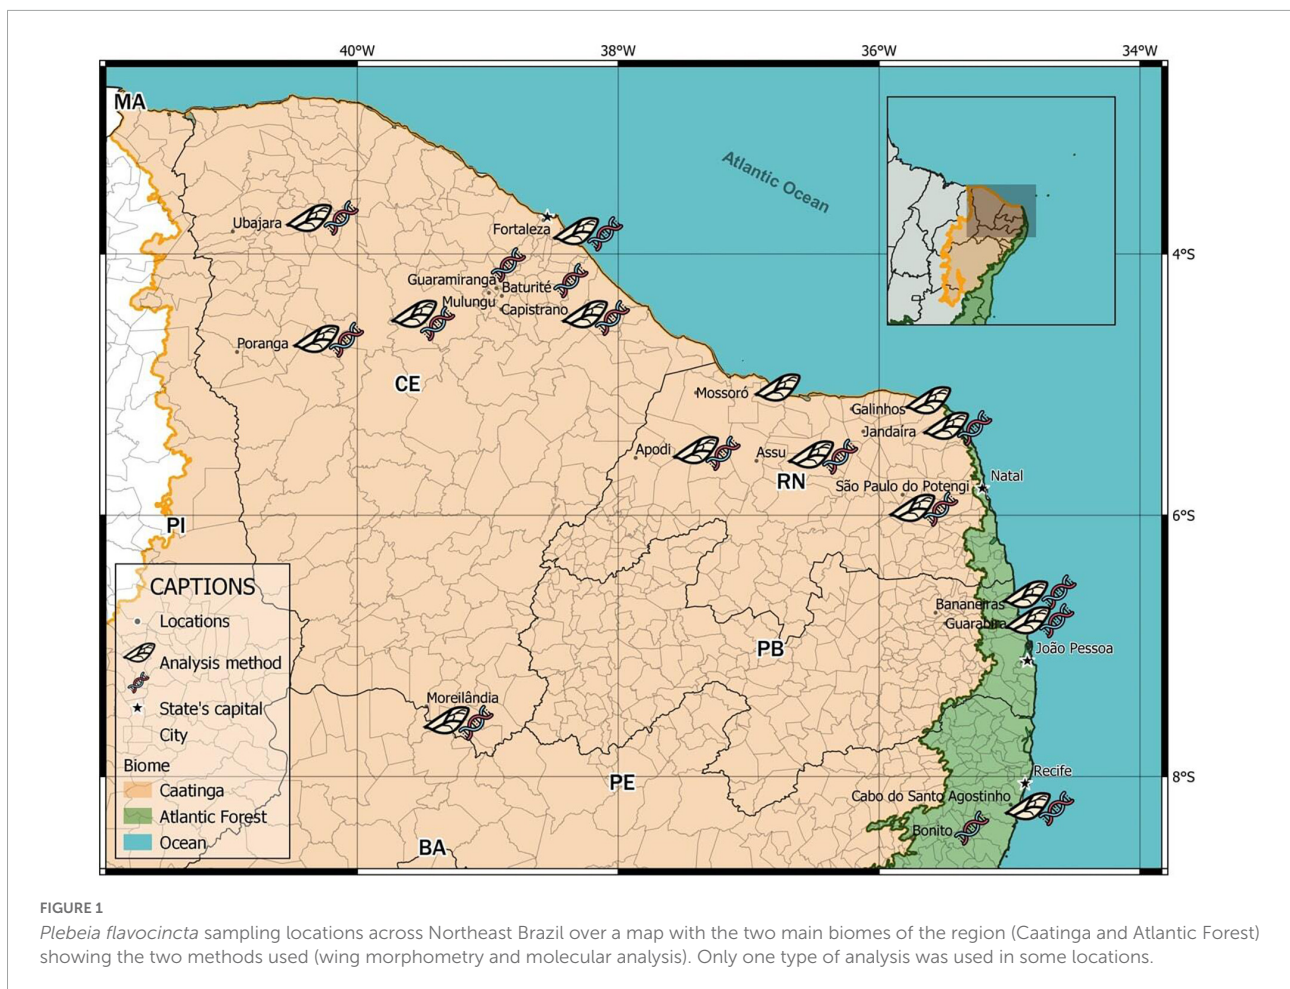 40°W 38°W 36°W 34°W
MA
Atlantic Ocean
Ubajara
Fortaleza
4°S
Guaramiranga
Baturité
Mulungu
Capistrano
Poranga
CE
Mossoró
Galinhos
Jandaíra
Apodi
Assu
RN
São Paulo do Potengi
Natal
PI
6°S
CAPTIONS
Locations
Analysis method
State's capital
City
Biome
Caatinga
Atlantic Forest
Ocean
Bananeiras
Guarabira
PB
João Pessoa
Moreilândia
PE
Recife
8°S
Cabo do Santo Agostinho
Bonito
BA
FIGURE 1
Plebeia flavocincta sampling locations across Northeast Brazil over a map with the two main biomes of the region (Caatinga and Atlantic Forest)
showing the two methods used (wing morphometry and molecular analysis). Only one type of analysis was used in some locations.